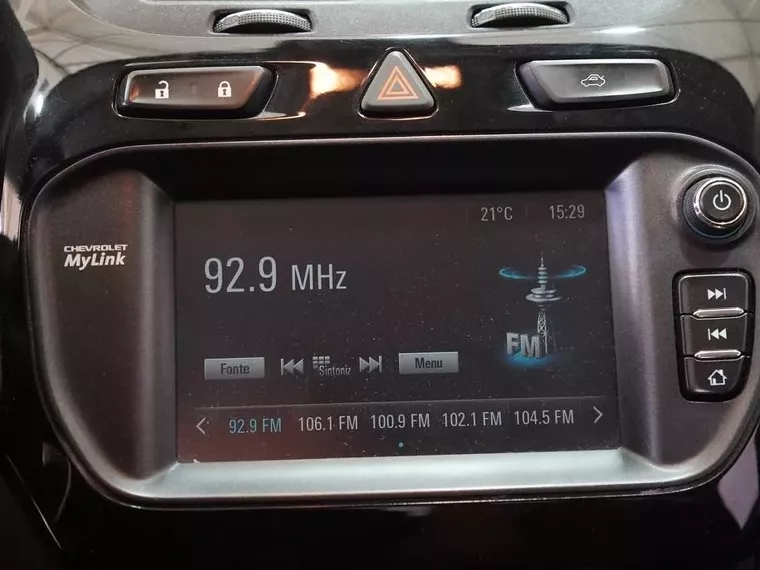 CHEVROLET
MyLink
21°C 15:29
92.9 MHz
FM
Fonte Sintoniz Menu
92.9 FM 106.1 FM 100.9 FM 102.1 FM 104.5 FM